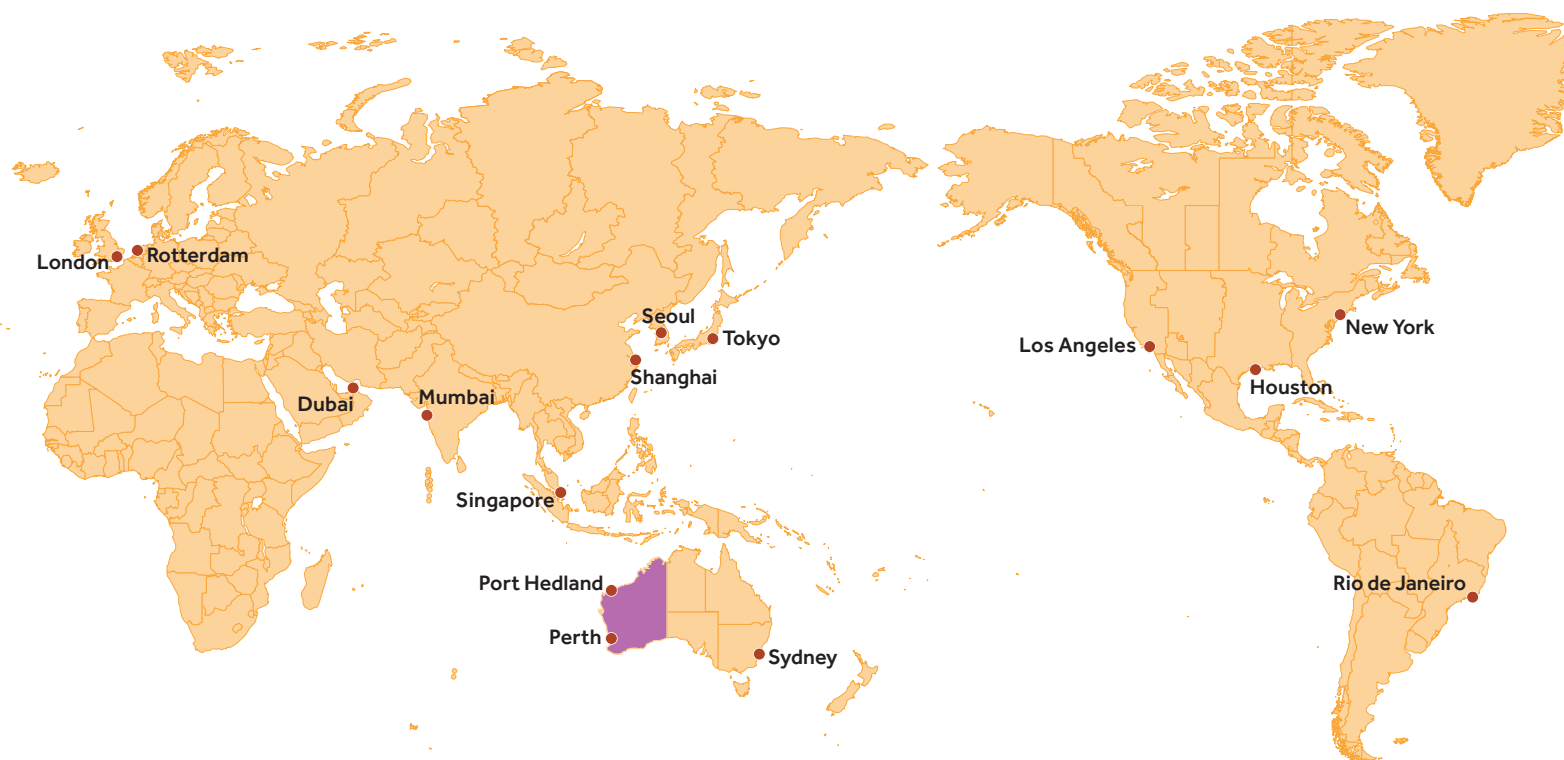 London
Rotterdam
Seoul
Tokyo
New York
Los Angeles
Shanghai
Houston
Mumbai
Dubai
Singapore
Port Hedland
Rio de Janeiro
Perth
Sydney